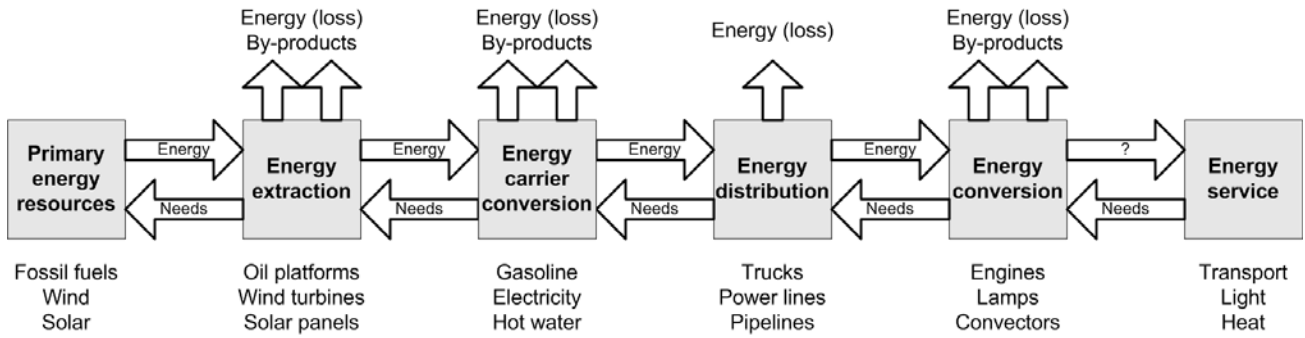 Energy (loss)
By-products
Energy (loss)
By-products
Energy (loss)
Energy (loss)
By-products
Primary
energy
resources
Energy
Needs
Energy
extraction
Energy
Needs
Energy
carrier
conversion
Energy
Needs
Energy
distribution
Energy
Needs
Energy
conversion
?
Needs
Energy
service
Fossil fuels
Wind
Solar
Oil platforms
Wind turbines
Solar panels
Gasoline
Electricity
Hot water
Trucks
Power lines
Pipelines
Engines
Lamps
Convectors
Transport
Light
Heat